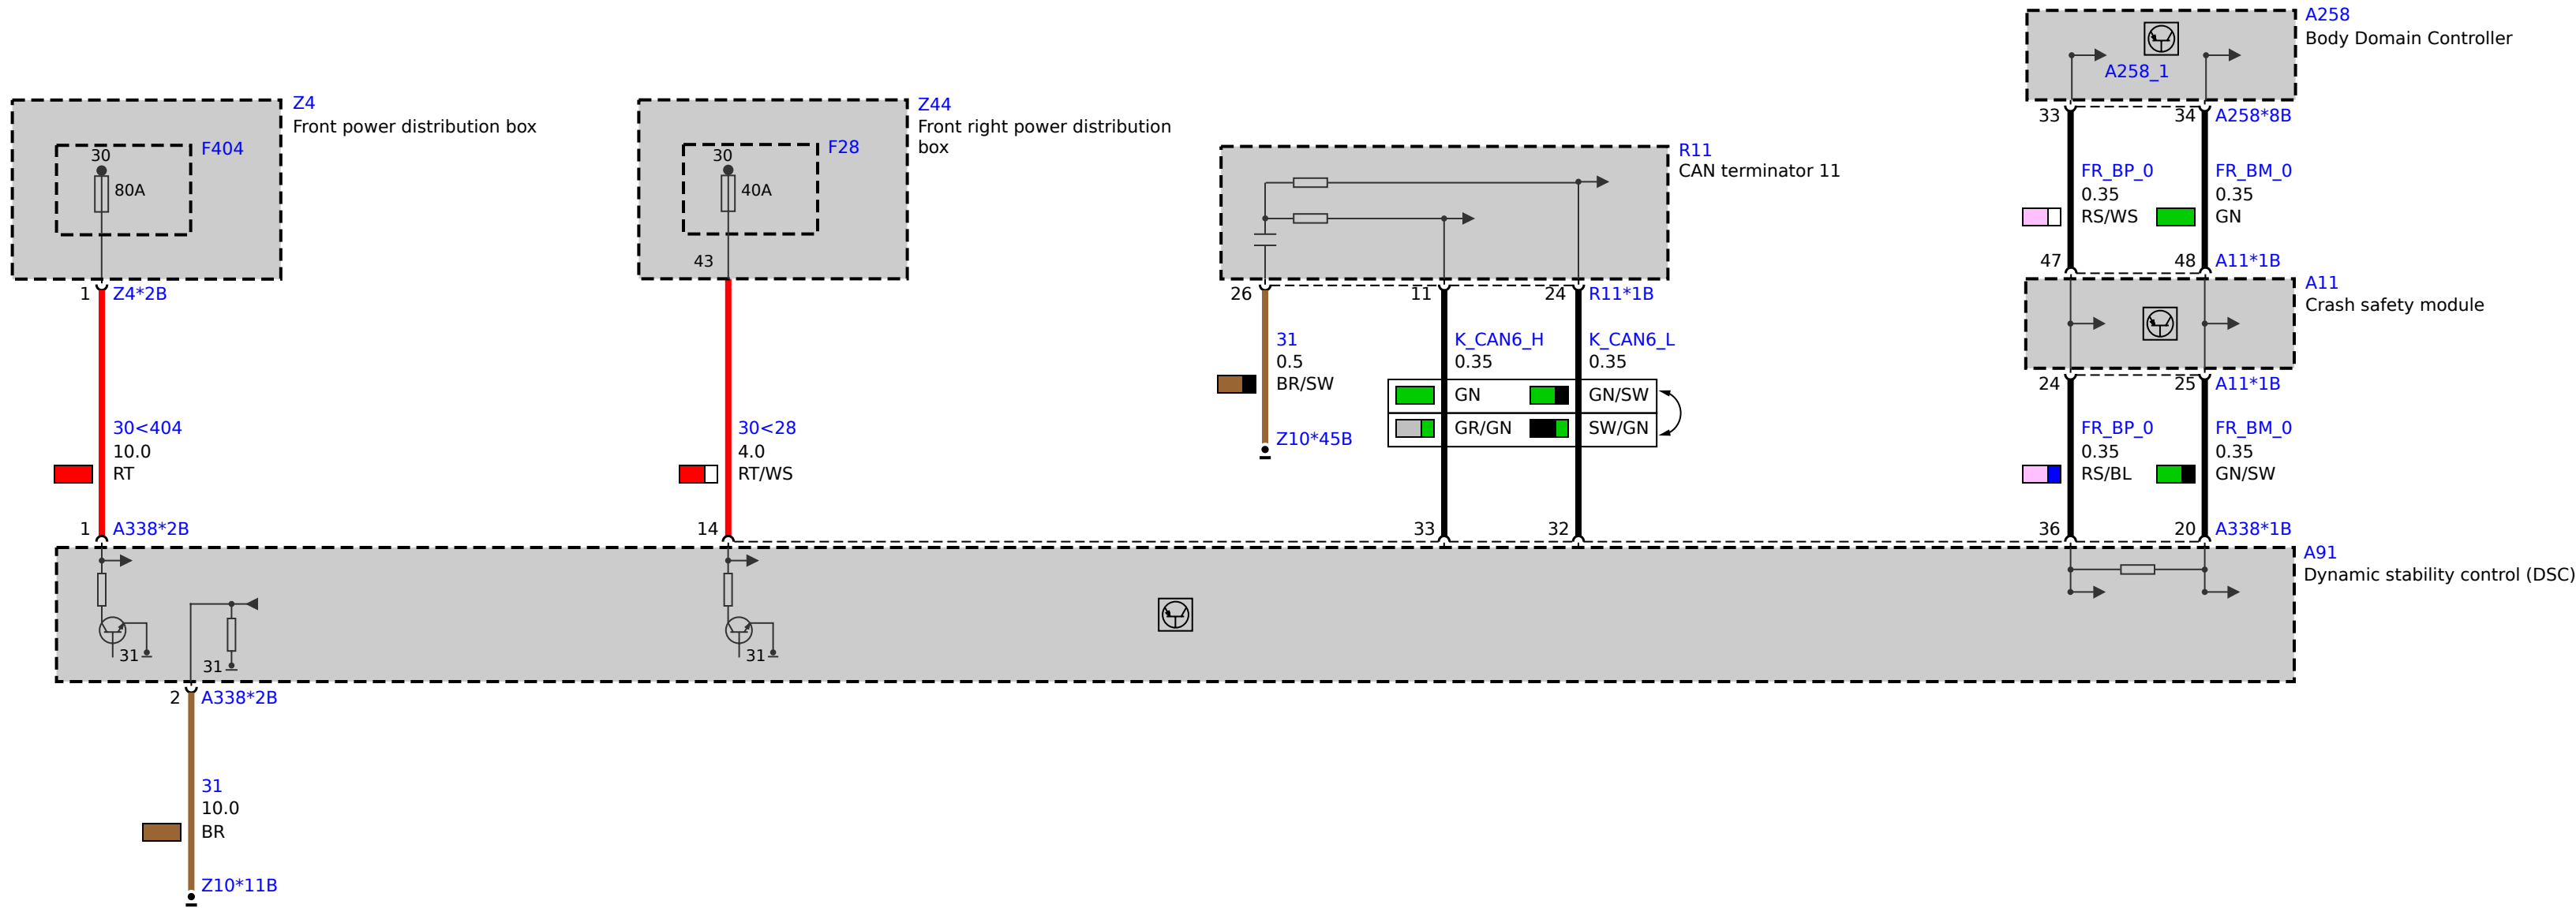 A258
Body Domain Controller
A258_1
33
34
A258*8B
Z4
Front power distribution box
F404
30
80A
Z44
Front right power distribution
box
F28
30
40A
43
R11
CAN terminator 11
FR_BP_0
0.35
RS/WS
FR_BM_0
0.35
GN
47
48
A11*1B
A11
Crash safety module
1
Z4*2B
26
11
24
R11*1B
31
0.5
BR/SW
Z10*45B
K_CAN6_H
0.35
GN
GR/GN
K_CAN6_L
0.35
GN/SW
SW/GN
24
25
A11*1B
30<404
10.0
RT
30<28
4.0
RT/WS
FR_BP_0
0.35
RS/BL
FR_BM_0
0.35
GN/SW
1
A338*2B
14
33
32
36
20
A338*1B
A91
Dynamic stability control (DSC)
31
31
31
2
A338*2B
31
10.0
BR
Z10*11B